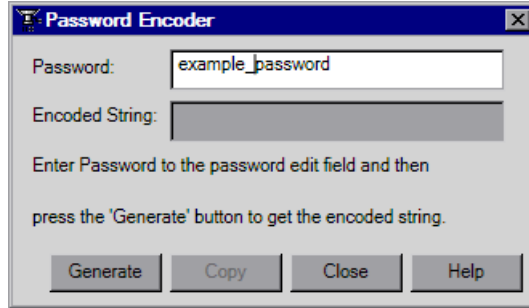 Password Encoder
Password: example_password
Encoded String:
Enter Password to the password edit field and then
press the 'Generate' button to get the encoded string.
Generate Copy Close Help